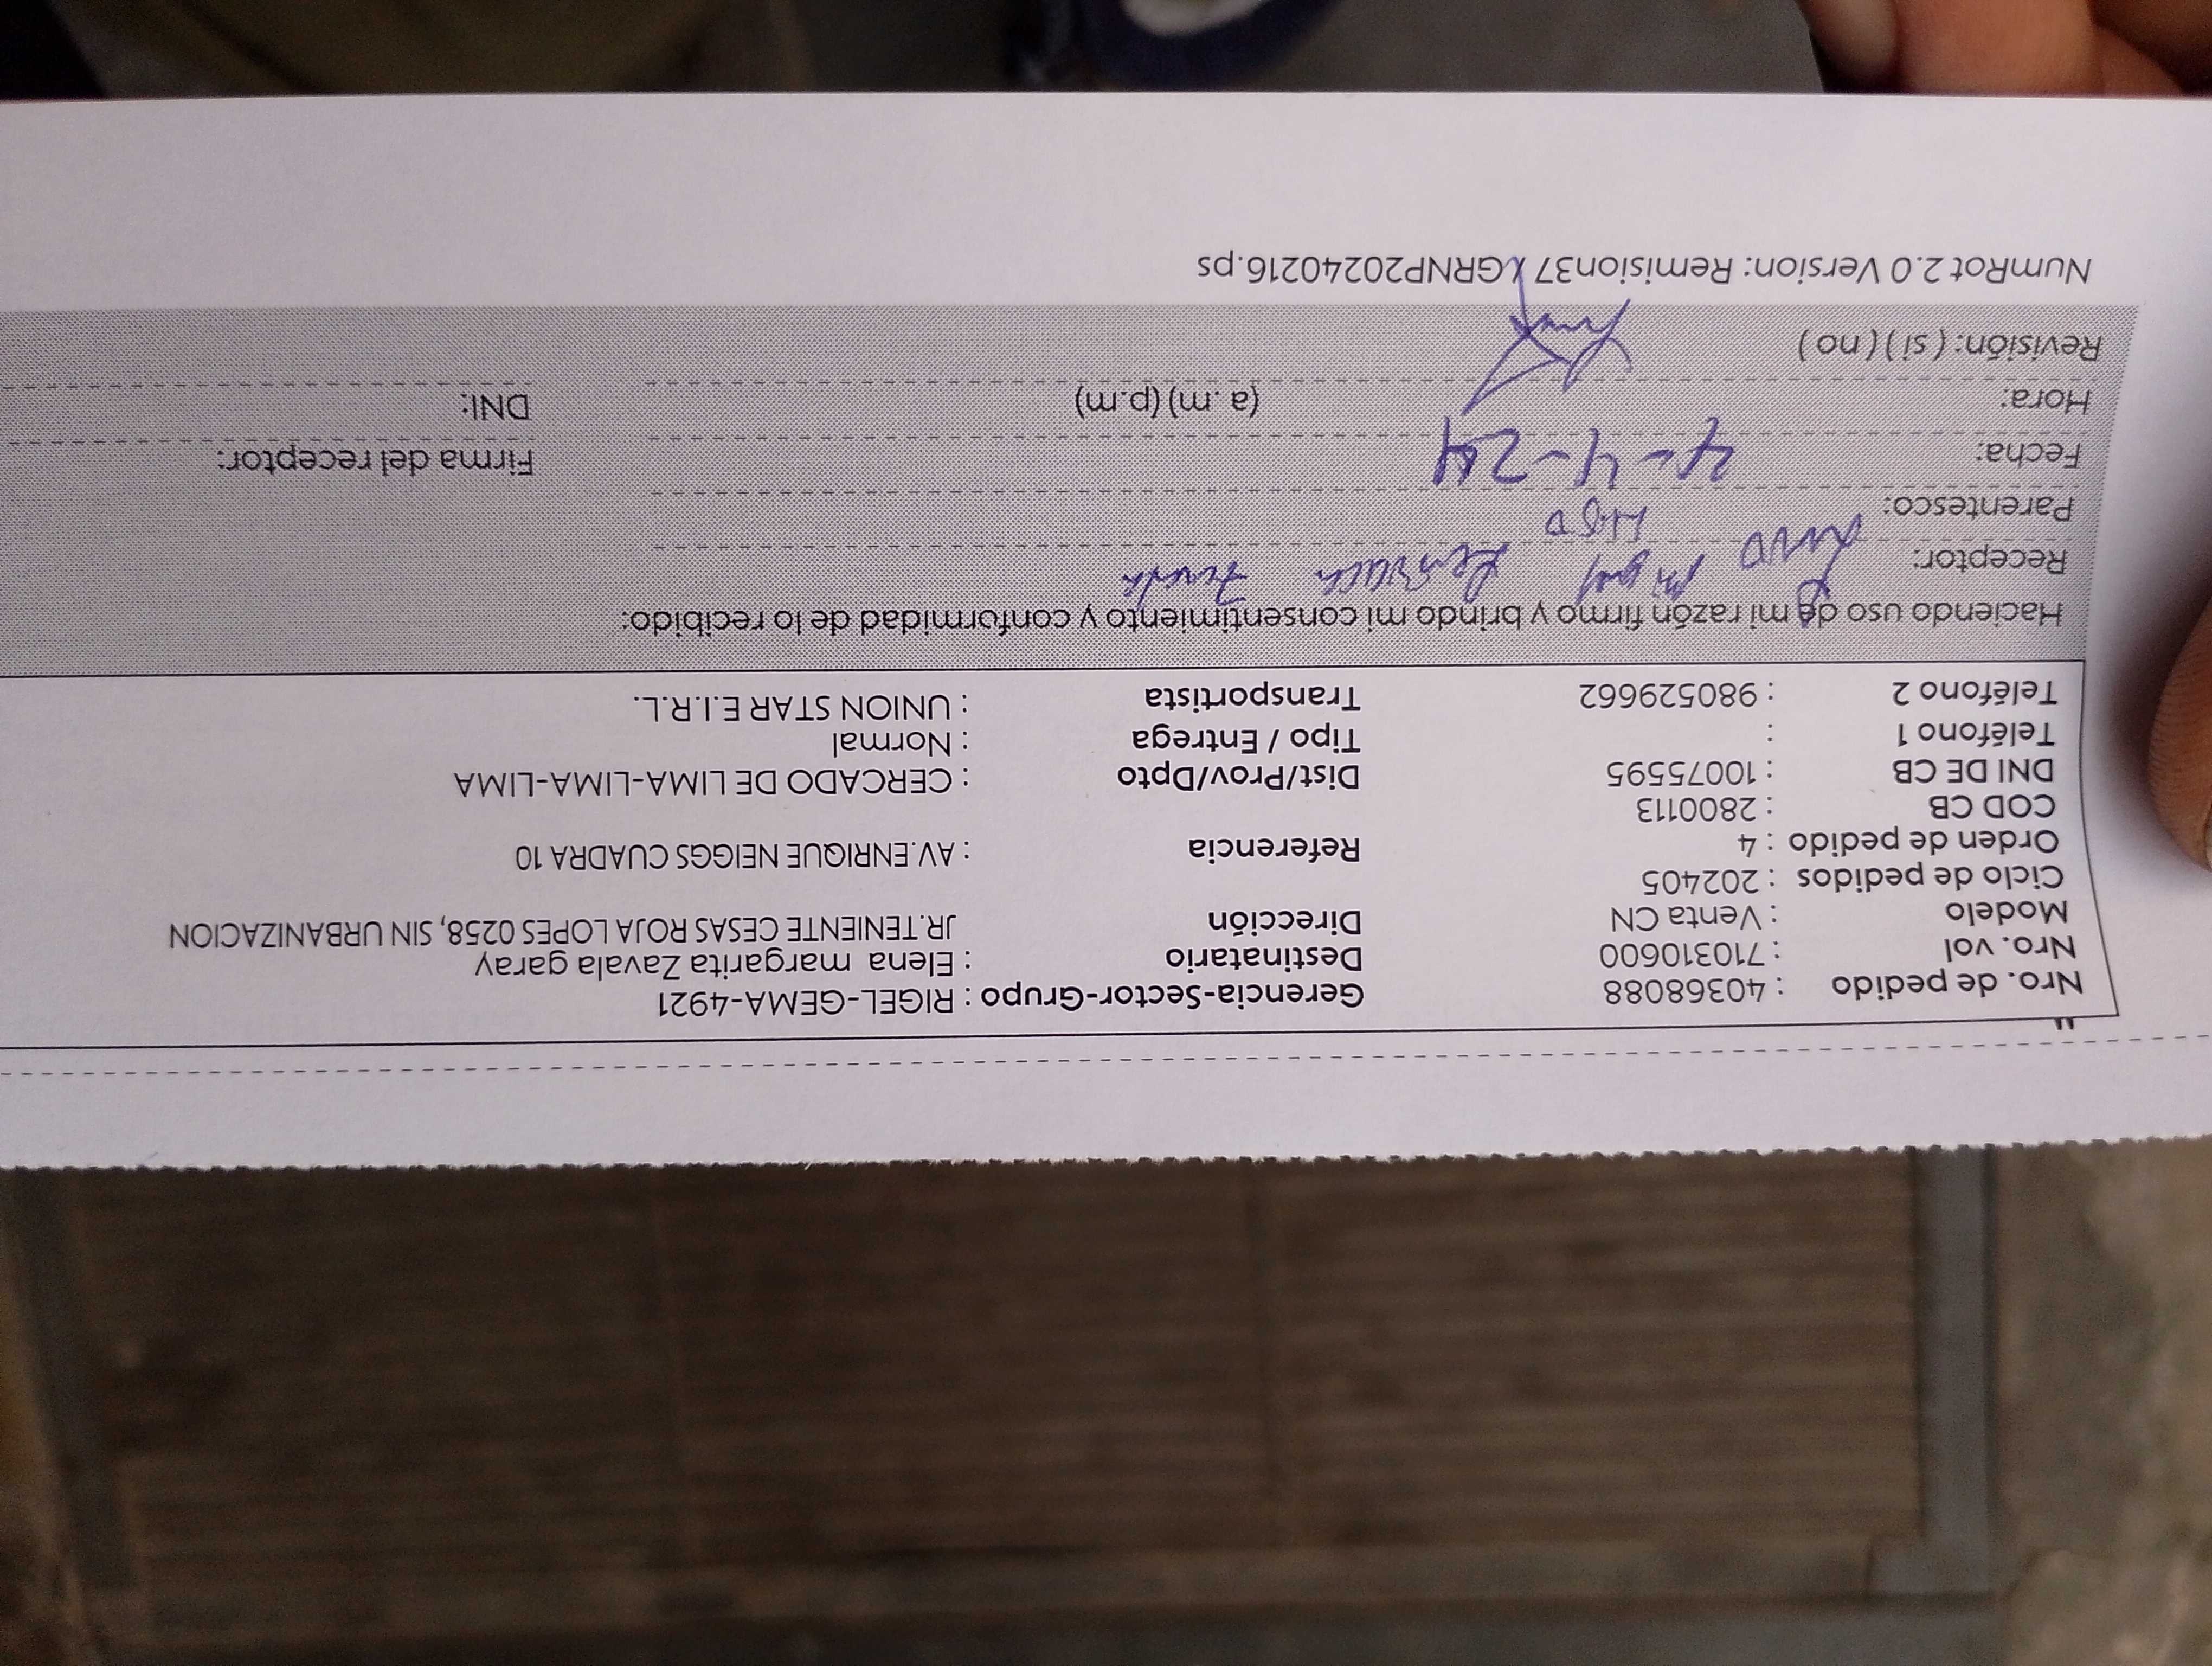 Nro. de pedido : 40368088 Gerencia-Sector-Grupo : RIGEL-GEMA-4921
Nro. vol : 710310600 Destinatario : Elena margarita Zavala garay
Modelo : Venta CN Dirección JR.TENIENTE CESAS ROJA LOPES 0258, SIN URBANIZACION
Ciclo de pedidos : 202405
Orden de pedido : 4 Referencia : AV.ENRIQUE NEIGGS CUADRA 10
COD CB : 2800113
DNI DE CB : 10075595 Dist/Prov/Dpto : CERCADO DE LIMA-LIMA-LIMA
Teléfono 1 : Tipo / Entrega : Normal
Teléfono 2 : 980529662 Transportista : UNION STAR E.I.R.L.
Haciendo uso de mi razón firmo y brindo mi consentimiento y conformidad de lo recibido:
Receptor:
Parentesco: Hijo
Fecha: 4-4-24 Firma del receptor:
Hora: (a.m) (p.m) DNI:
Revisión: ( si ) ( no )
NumRot 2.0 Version: Remision37 GRNP20240216.ps